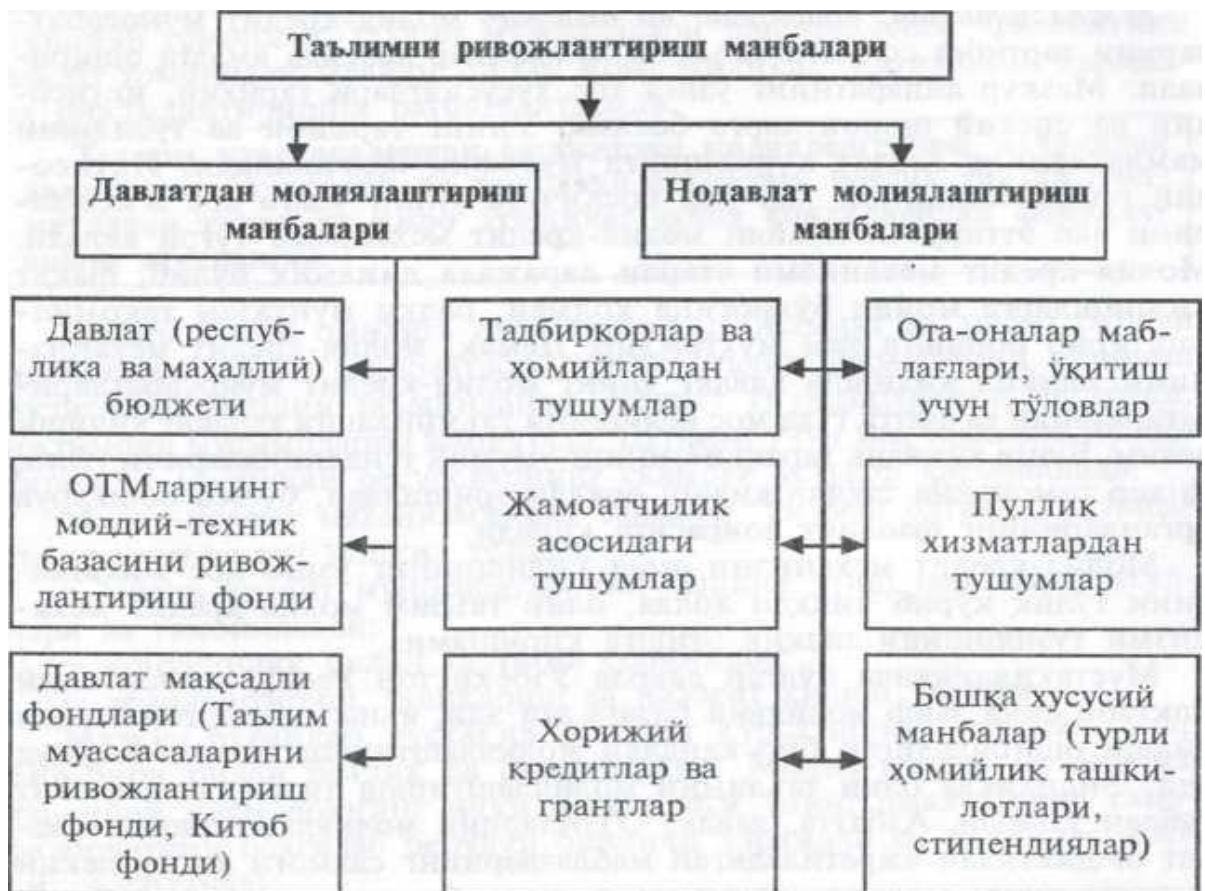 Таълимни ривожлантириш манбалари
Давлатдан молиялаштириш
манбалари
Нодавлат молиялаштириш
манбалари
Давлат (респуб-
лика ва маҳаллий)
бюджети
Тадбиркорлар ва
ҳомийлардан
тушумлар
Ота-оналар маб-
лағлари, ўқитиш
учун тўловлар
ОТМларнинг
моддий-техник
базасини ривож-
лантириш фонди
Жамоатчилик
асосидаги
тушумлар
Пуллик
хизматлардан
тушумлар
Давлат мақсадли
фондлари (Таълим
муассасаларини
ривожлантириш
фонди, Китоб
фонди)
Хорижий
кредитлар ва
грантлар
Бошқа хусусий
манбалар (турли
ҳомийлик ташки-
лотлари,
стипендиялар)